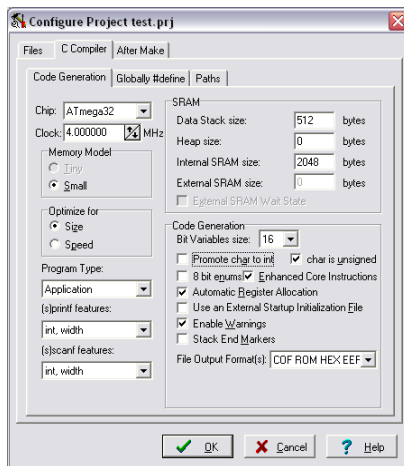 Configure Project test.prj
Files C Compiler After Make
Code Generation Globally #define Paths
Chip: ATmega32
Clock: 4.000000 MHz
Memory Model
Tiny
Small
Optimize for
Size
Speed
Program Type:
Application
(s)printf features:
int, width
(s)scanf features:
int, width
SRAM
Data Stack size: 512 bytes
Heap size: 0 bytes
Internal SRAM size: 2048 bytes
External SRAM size: 0 bytes
External SRAM Wait State
Code Generation
Bit Variables size: 16
Promote char to int char is unsigned
8 bit enums Enhanced Core Instructions
Automatic Register Allocation
Use an External Startup Initialization File
Enable Warnings
Stack End Markers
File Output Format(s): COF ROM HEX EEP
OK Cancel Help